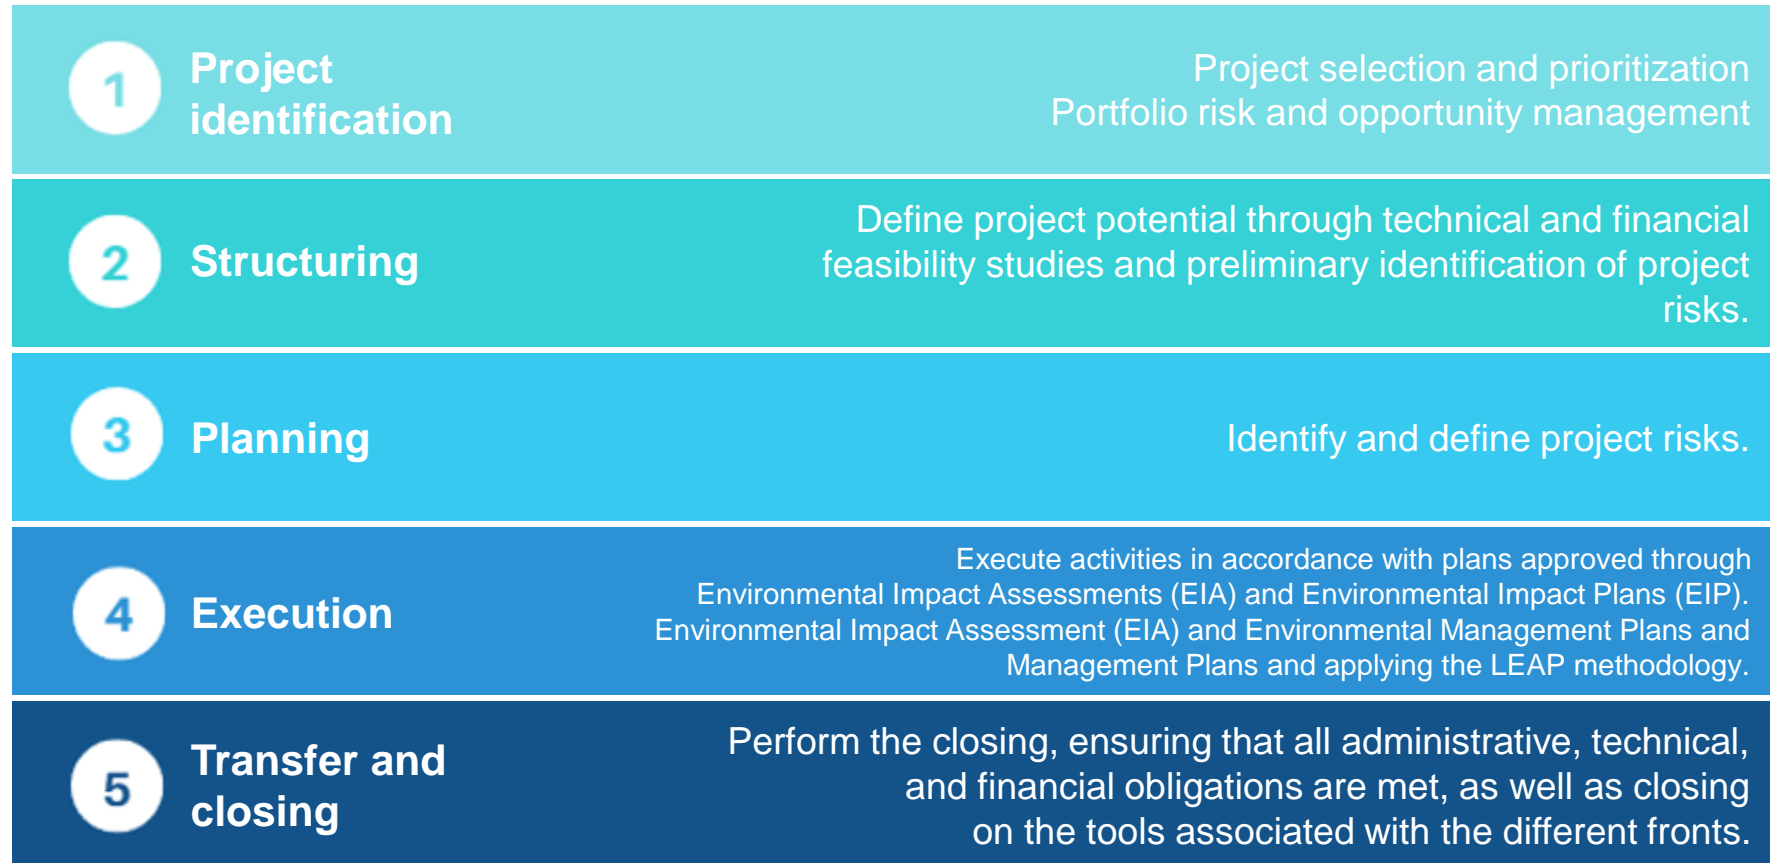 1
Project
identification
Project selection and prioritization
Portfolio risk and opportunity management
2
Structuring
Define project potential through technical and financial
feasibility studies and preliminary identification of project
risks.
3
Planning
Identify and define project risks.
4
Execution
Execute activities in accordance with plans approved through
Environmental Impact Assessments (EIA) and Environmental Impact Plans (EIP).
Environmental Impact Assessment (EIA) and Environmental Management Plans and
Management Plans and applying the LEAP methodology.
5
Transfer and
closing
Perform the closing, ensuring that all administrative, technical,
and financial obligations are met, as well as closing
on the tools associated with the different fronts.